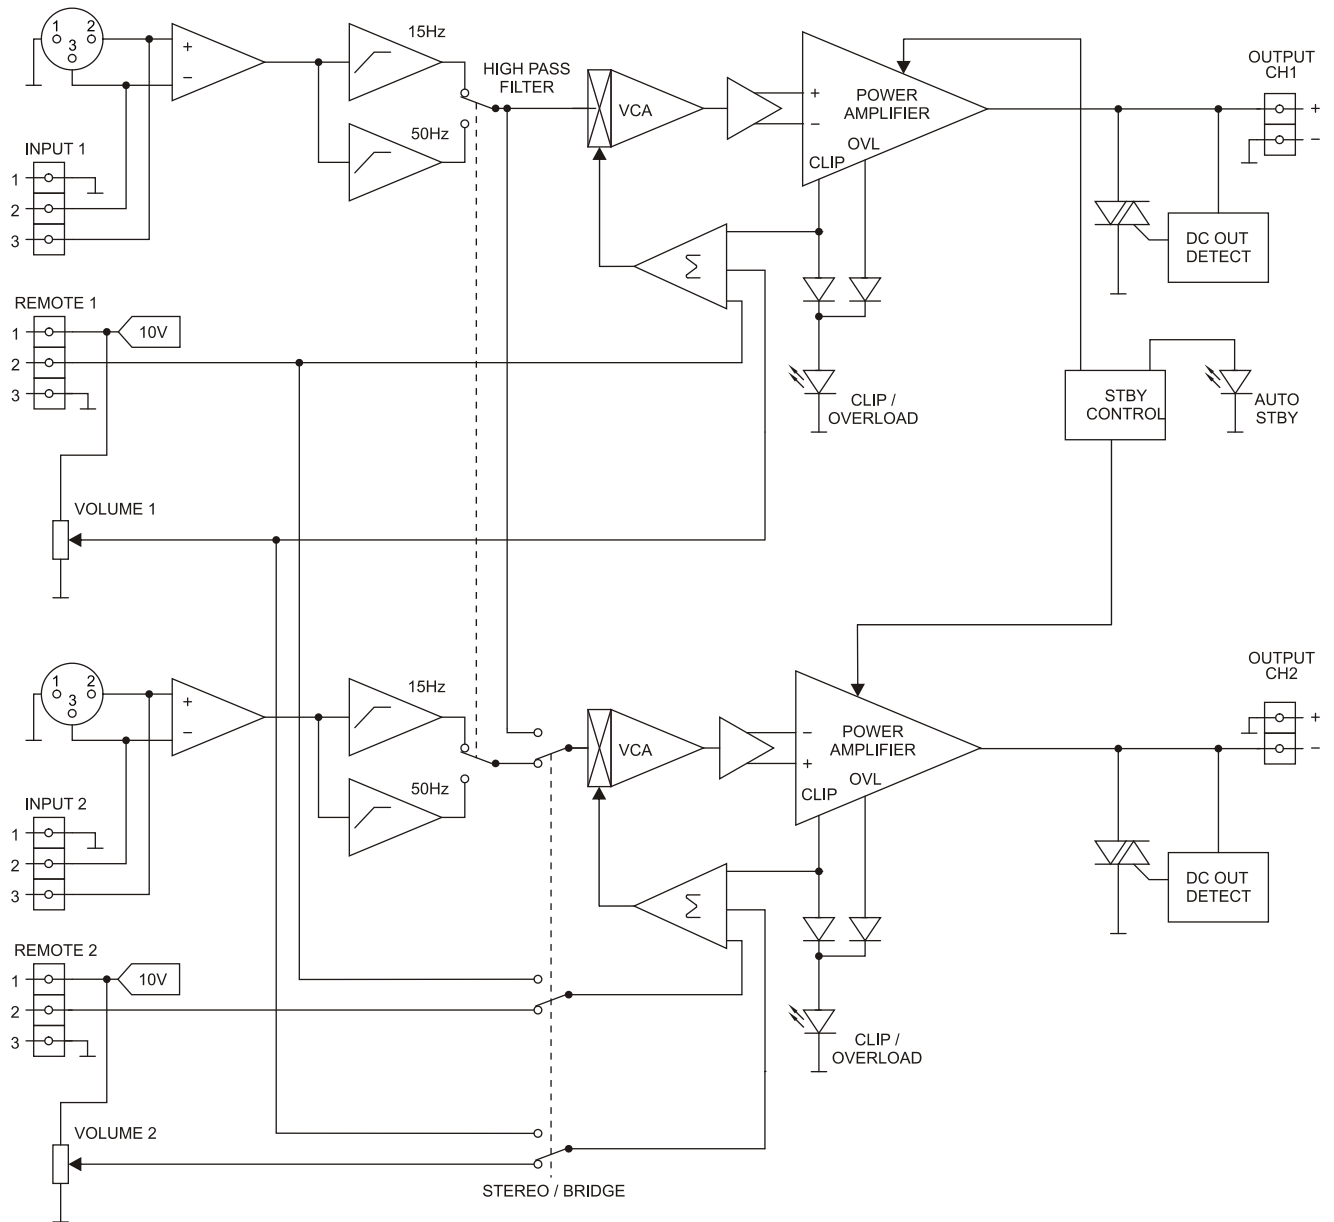 1 2
3
+
−
15Hz
50Hz
HIGH PASS
FILTER
VCA
+
−
POWER
AMPLIFIER
OVL
CLIP
OUTPUT
CH1
+
−
INPUT 1
1
2
3
Σ
DC OUT
DETECT
REMOTE 1
1
2
3
10V
CLIP /
OVERLOAD
STBY
CONTROL
AUTO
STBY
VOLUME 1
1 2
3
+
−
15Hz
50Hz
VCA
−
+
POWER
AMPLIFIER
OVL
CLIP
OUTPUT
CH2
+
−
INPUT 2
1
2
3
Σ
DC OUT
DETECT
REMOTE 2
1
2
3
10V
CLIP /
OVERLOAD
VOLUME 2
STEREO / BRIDGE